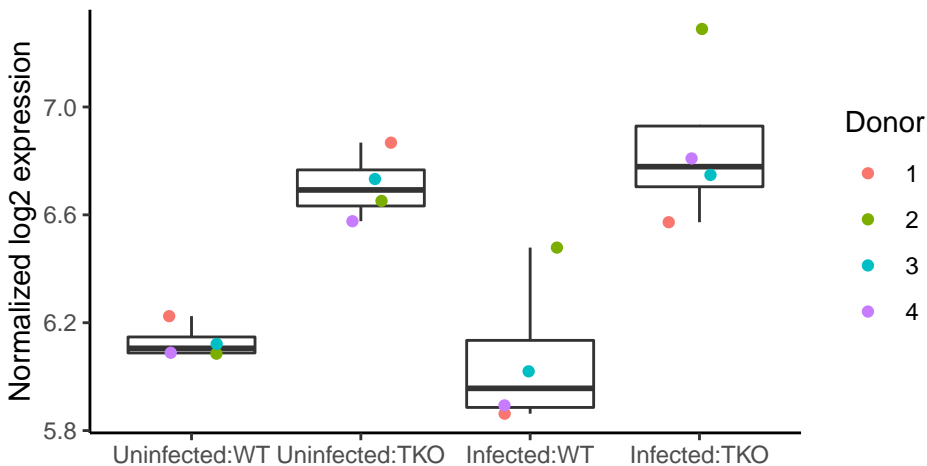 Normalized log2 expression
7.0
6.6
6.2
5.8
Uninfected:WT
Uninfected:TKO
Infected:WT
Infected:TKO
Donor
1
2
3
4